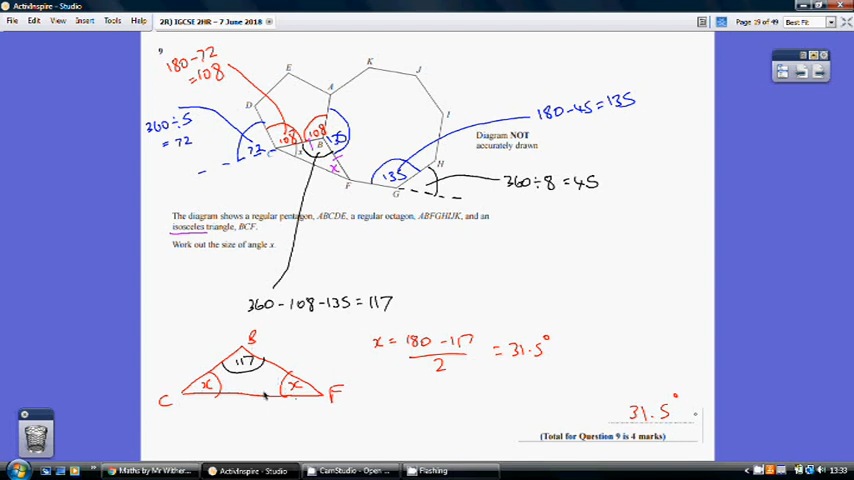 ActivInspire - Studio
File Edit View Insert Tools Help
2R) IGCSE 2HR - 7 June 2018
Page 29 of 49
Best Fit
9
180-72
=108
360÷5
=72
E
A
K
J
D
I
108
108
135
72
C
x
B
x
F
G
H
135
180-45=135
Diagram NOT
accurately drawn
360÷8=45
The diagram shows a regular pentagon, ABCDE, a regular octagon, ABFGHIJK, and an
isosceles triangle, BCF.
Work out the size of angle x.
360-108-135=117
B
117
x
x
C
F
x = 180-117
2
= 31.5°
31.5°
(Total for Question 9 is 4 marks)
Maths by Mr Wither...
ActivInspire - Studio
CamStudio - Open ...
Flashing
13:33